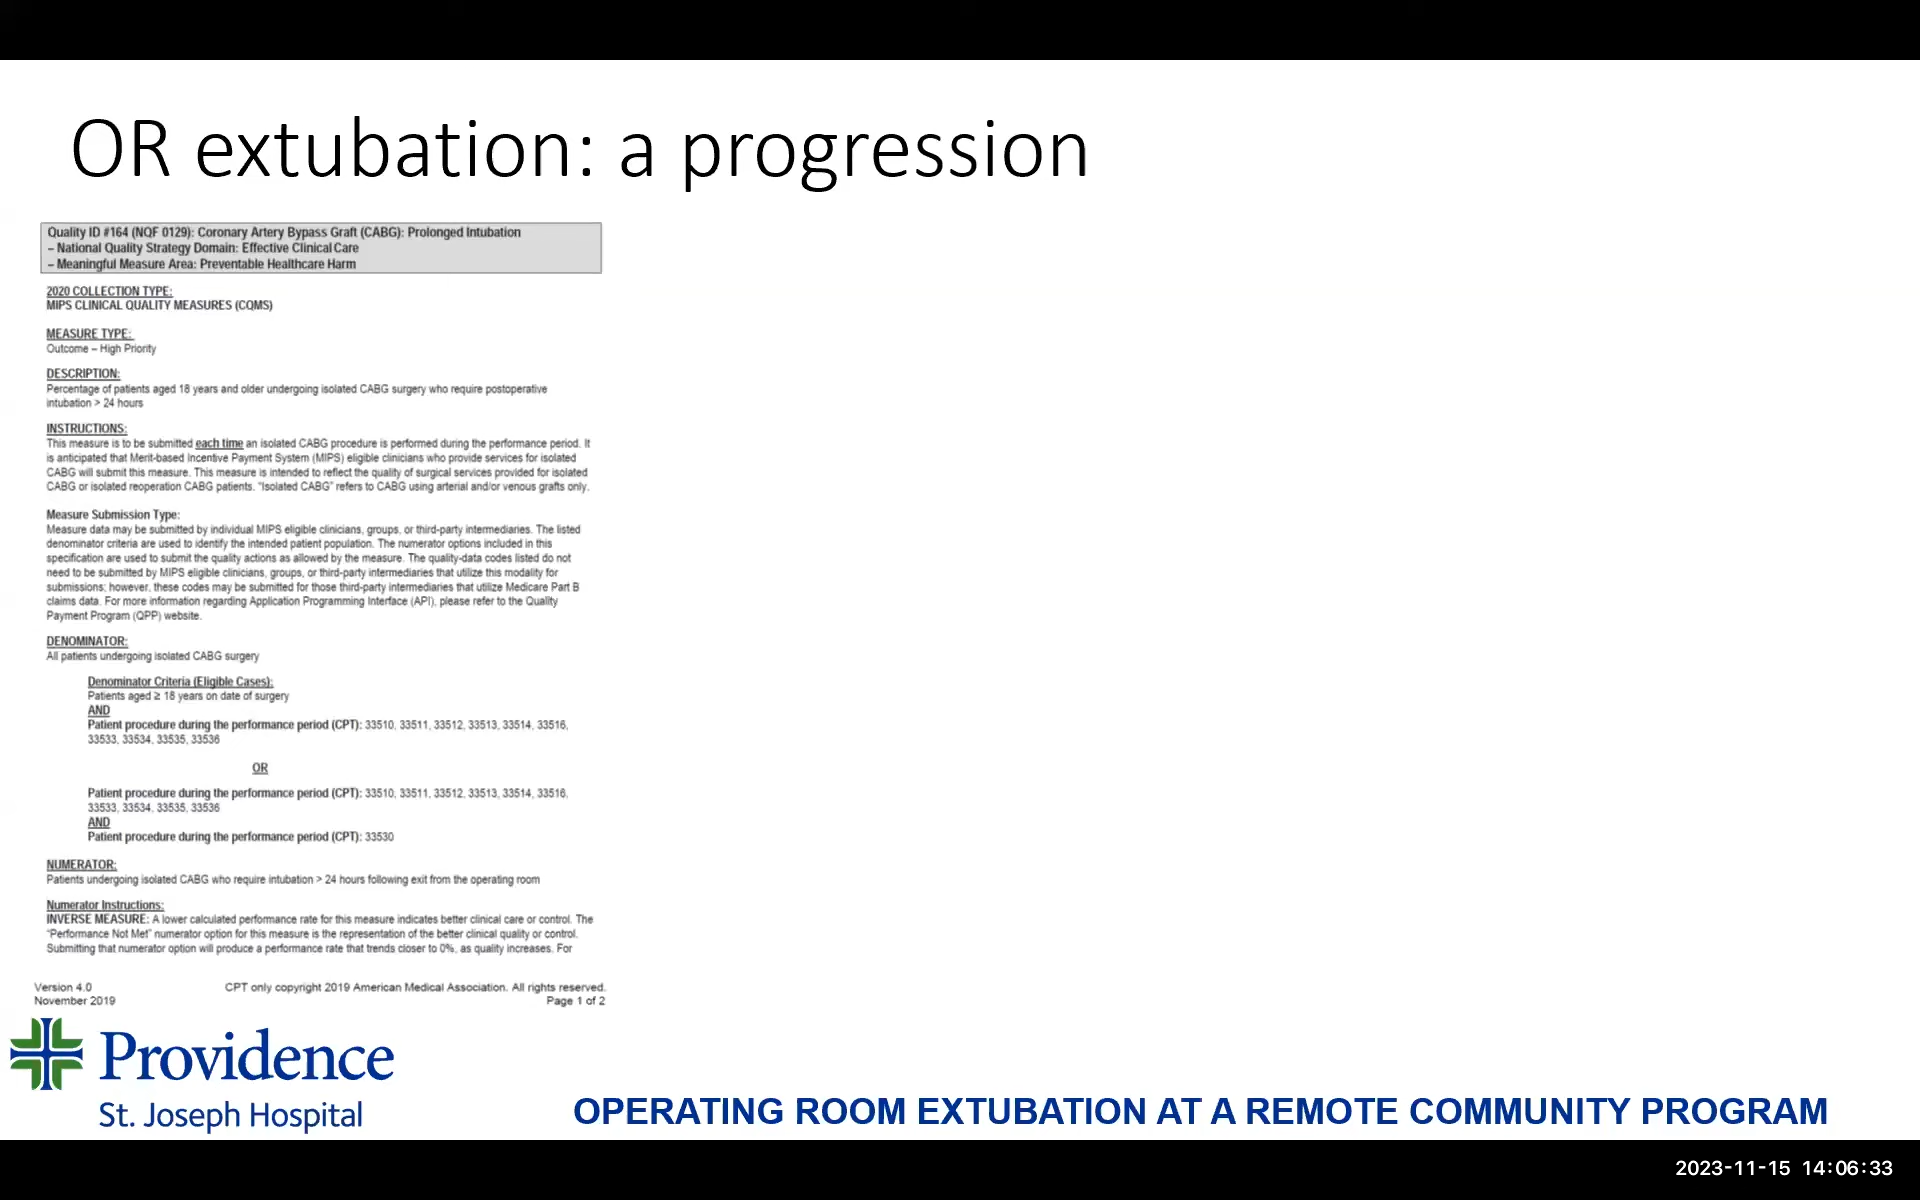 OR extubation: a progression
Quality ID #164 (NQF 0129): Coronary Artery Bypass Graft (CABG): Prolonged Intubation
– National Quality Strategy Domain: Effective Clinical Care
– Meaningful Measure Area: Preventable Healthcare Harm
2020 COLLECTION TYPE:
MIPS CLINICAL QUALITY MEASURES (CQMS)
MEASURE TYPE:
Outcome – High Priority
DESCRIPTION:
Percentage of patients aged 18 years and older undergoing isolated CABG surgery who require postoperative
intubation > 24 hours
INSTRUCTIONS:
This measure is to be submitted each time an isolated CABG procedure is performed during the performance period. It
is anticipated that Merit-based Incentive Payment System (MIPS) eligible clinicians who provide services for isolated
CABG will submit this measure. This measure is intended to reflect the quality of surgical services provided for isolated
CABG or isolated reoperation CABG patients. "Isolated CABG" refers to CABG using arterial and/or venous grafts only.
Measure Submission Type:
Measure data may be submitted by individual MIPS eligible clinicians, groups, or third-party intermediaries. The listed
denominator criteria are used to identify the intended patient population. The numerator options included in this
specification are used to submit the quality actions as allowed by the measure. The quality-data codes listed do not
need to be submitted by MIPS eligible clinicians, groups, or third-party intermediaries that utilize this modality for
submissions; however, these codes may be submitted for those third-party intermediaries that utilize Medicare Part B
claims data. For more information regarding Application Programming Interface (API), please refer to the Quality
Payment Program (QPP) website.
DENOMINATOR:
All patients undergoing isolated CABG surgery
Denominator Criteria (Eligible Cases):
Patients aged ≥ 18 years on date of surgery
AND
Patient procedure during the performance period (CPT): 33510, 33511, 33512, 33513, 33514, 33516,
33533, 33534, 33535, 33536
OR
Patient procedure during the performance period (CPT): 33510, 33511, 33512, 33513, 33514, 33516,
33533, 33534, 33535, 33536
AND
Patient procedure during the performance period (CPT): 33530
NUMERATOR:
Patients undergoing isolated CABG who require intubation > 24 hours following exit from the operating room
Numerator Instructions:
INVERSE MEASURE: A lower calculated performance rate for this measure indicates better clinical care or control. The
"Performance Not Met" numerator option for this measure is the representation of the better clinical quality or control.
Submitting that numerator option will produce a performance rate that trends closer to 0%, as quality increases. For
Version 4.0 CPT only copyright 2019 American Medical Association. All rights reserved.
November 2019 Page 1 of 2
Providence
St. Joseph Hospital
OPERATING ROOM EXTUBATION AT A REMOTE COMMUNITY PROGRAM
2023-11-15 14:06:33